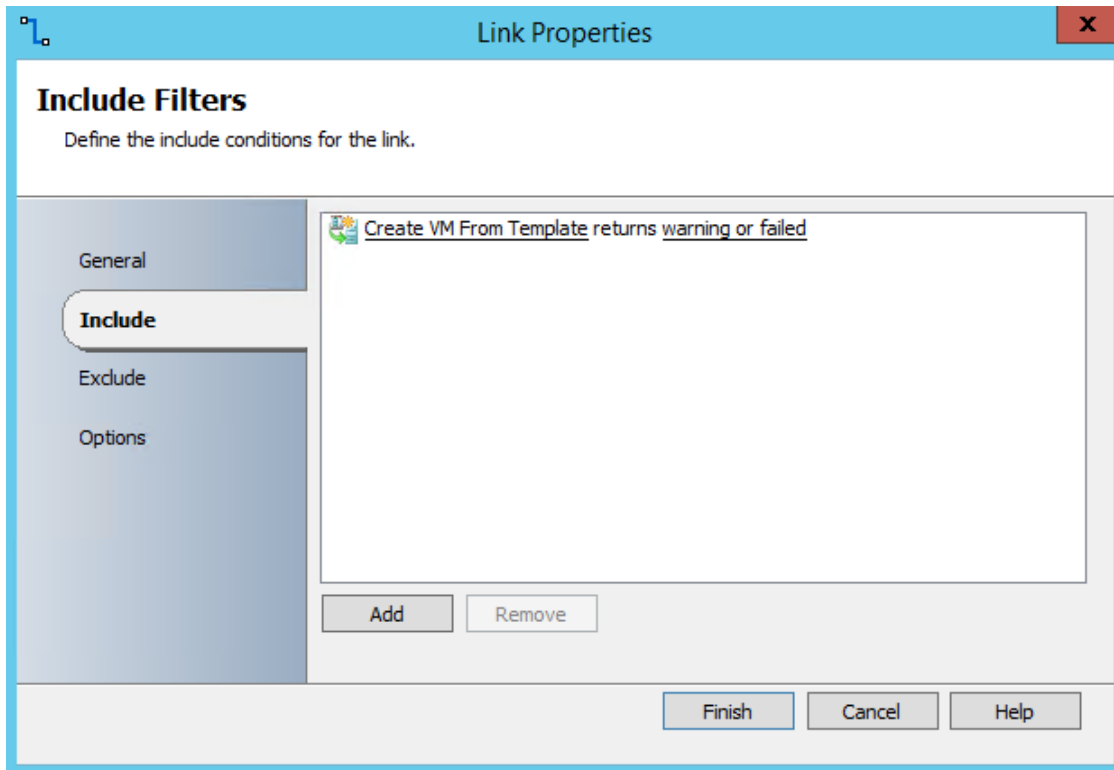 Link Properties
x
Include Filters
Define the include conditions for the link.
General
Include
Exclude
Options
Create VM From Template returns warning or failed
Add
Remove
Finish
Cancel
Help